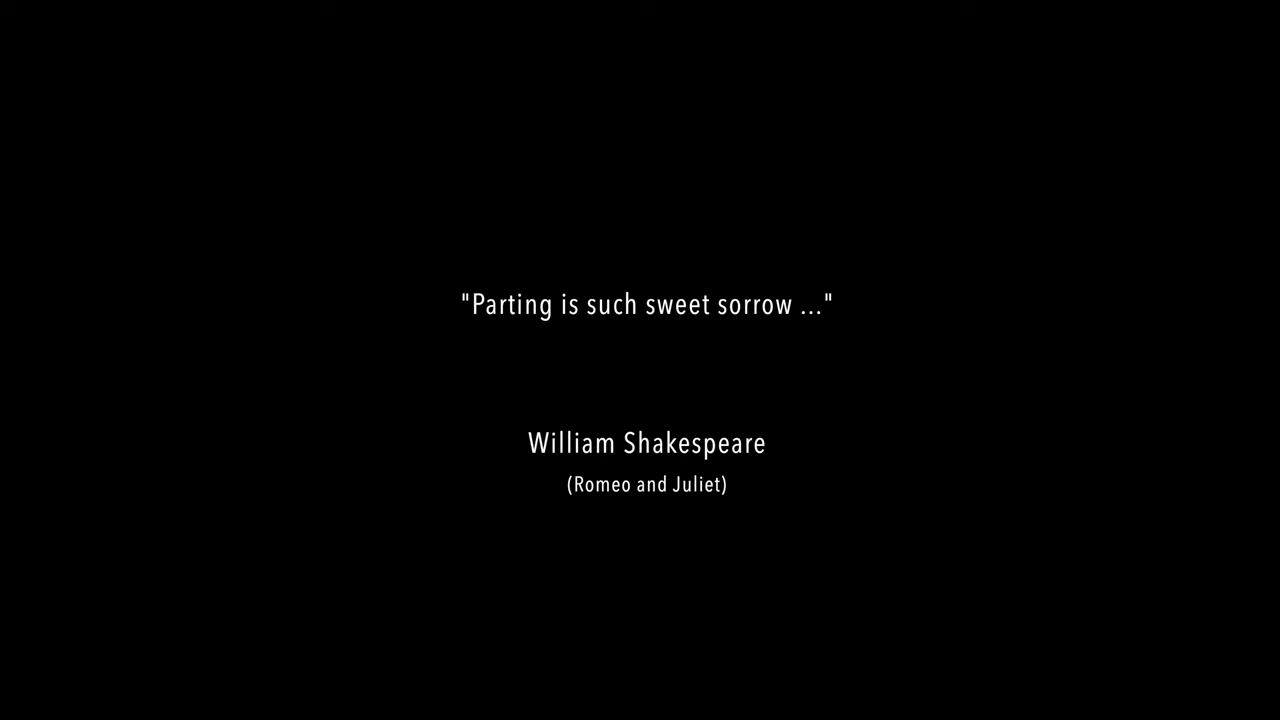 "Parting is such sweet sorrow ..."
William Shakespeare
(Romeo and Juliet)